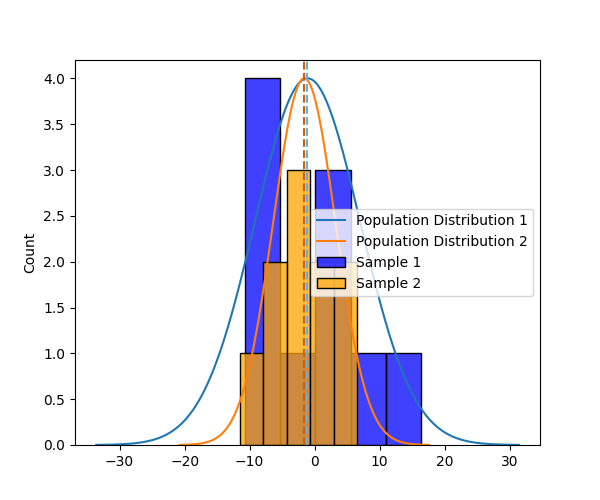 4.0
3.5
3.0
2.5
2.0
1.5
1.0
0.5
0.0
Count
Population Distribution 1
Population Distribution 2
Sample 1
Sample 2
−30 −20 −10 0 10 20 30